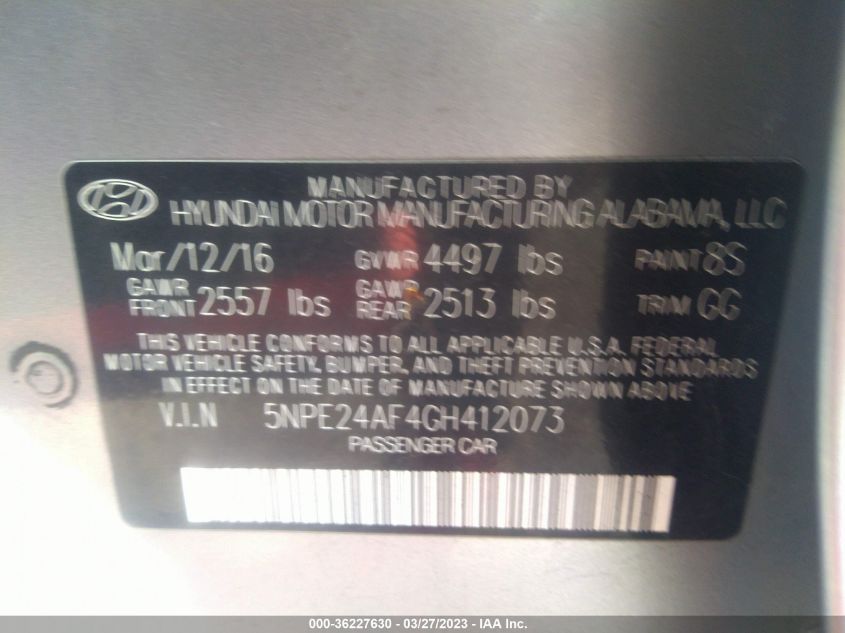 MANUFACTURED BY
HYUNDAI MOTOR MANUFACTURING ALABAMA, LLC
Mar/12/16 GVWR 4497 lbs PAINT 8S
GAWR FRONT 2557 lbs GAWR REAR 2513 lbs TRIM GG
THIS VEHICLE CONFORMS TO ALL APPLICABLE U.S.A. FEDERAL
MOTOR VEHICLE SAFETY, BUMPER, AND THEFT PREVENTION STANDARDS
IN EFFECT ON THE DATE OF MANUFACTURE SHOWN ABOVE
V.I.N 5NPE24AF4GH412073
PASSENGER CAR
000-36227630 - 03/27/2023 - IAA Inc.